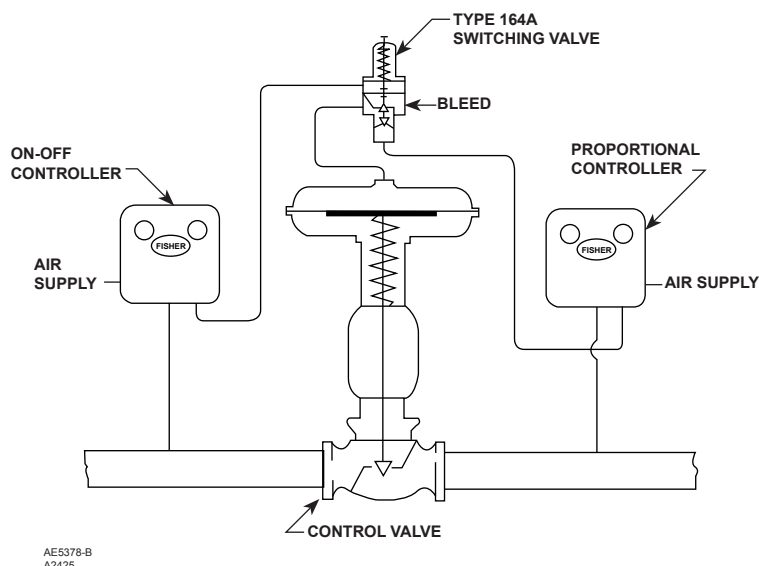 TYPE 164A
SWITCHING VALVE
BLEED
ON-OFF
CONTROLLER
PROPORTIONAL
CONTROLLER
FISHER
FISHER
AIR
SUPPLY
AIR SUPPLY
CONTROL VALVE
AE5378-B
A2425